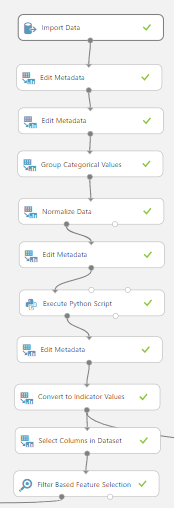 Import Data
Edit Metadata
Edit Metadata
Group Categorical Values
Normalize Data
Edit Metadata
Execute Python Script
Edit Metadata
Convert to Indicator Values
Select Columns in Dataset
Filter Based Feature Selection